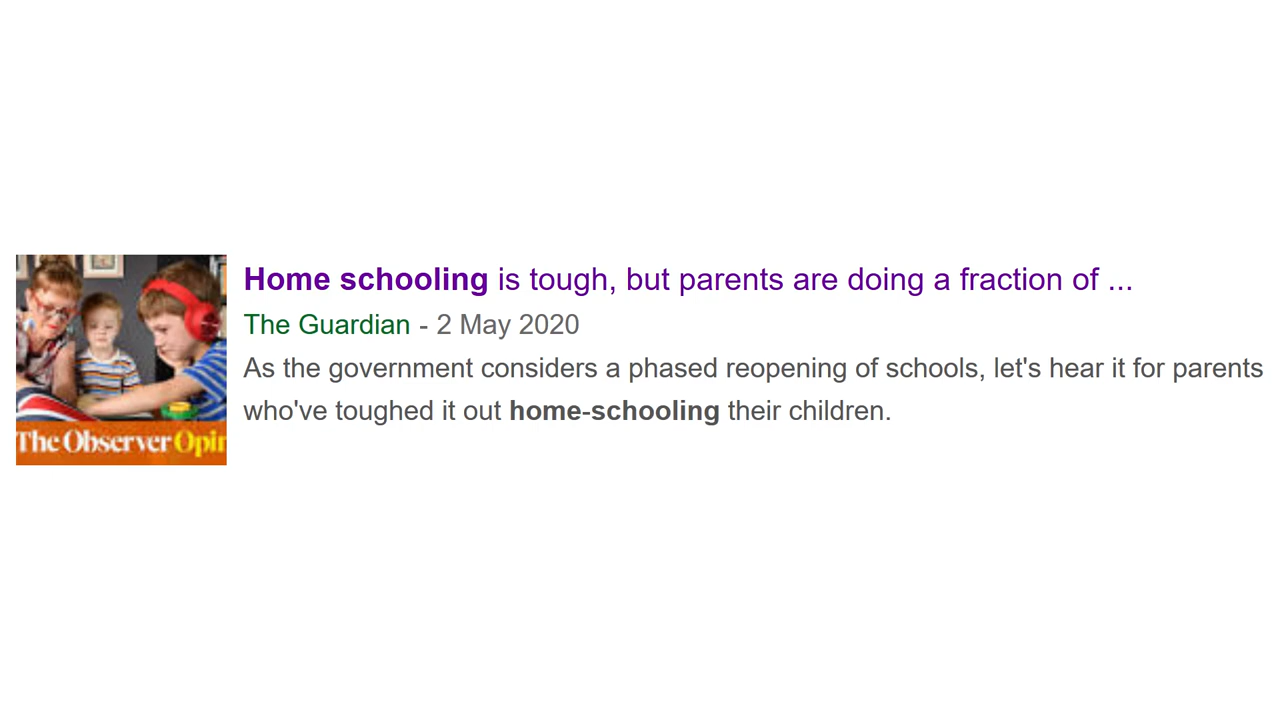 Home schooling is tough, but parents are doing a fraction of ...
The Guardian - 2 May 2020
As the government considers a phased reopening of schools, let's hear it for parents
who've toughed it out home-schooling their children.
The Observer Opin